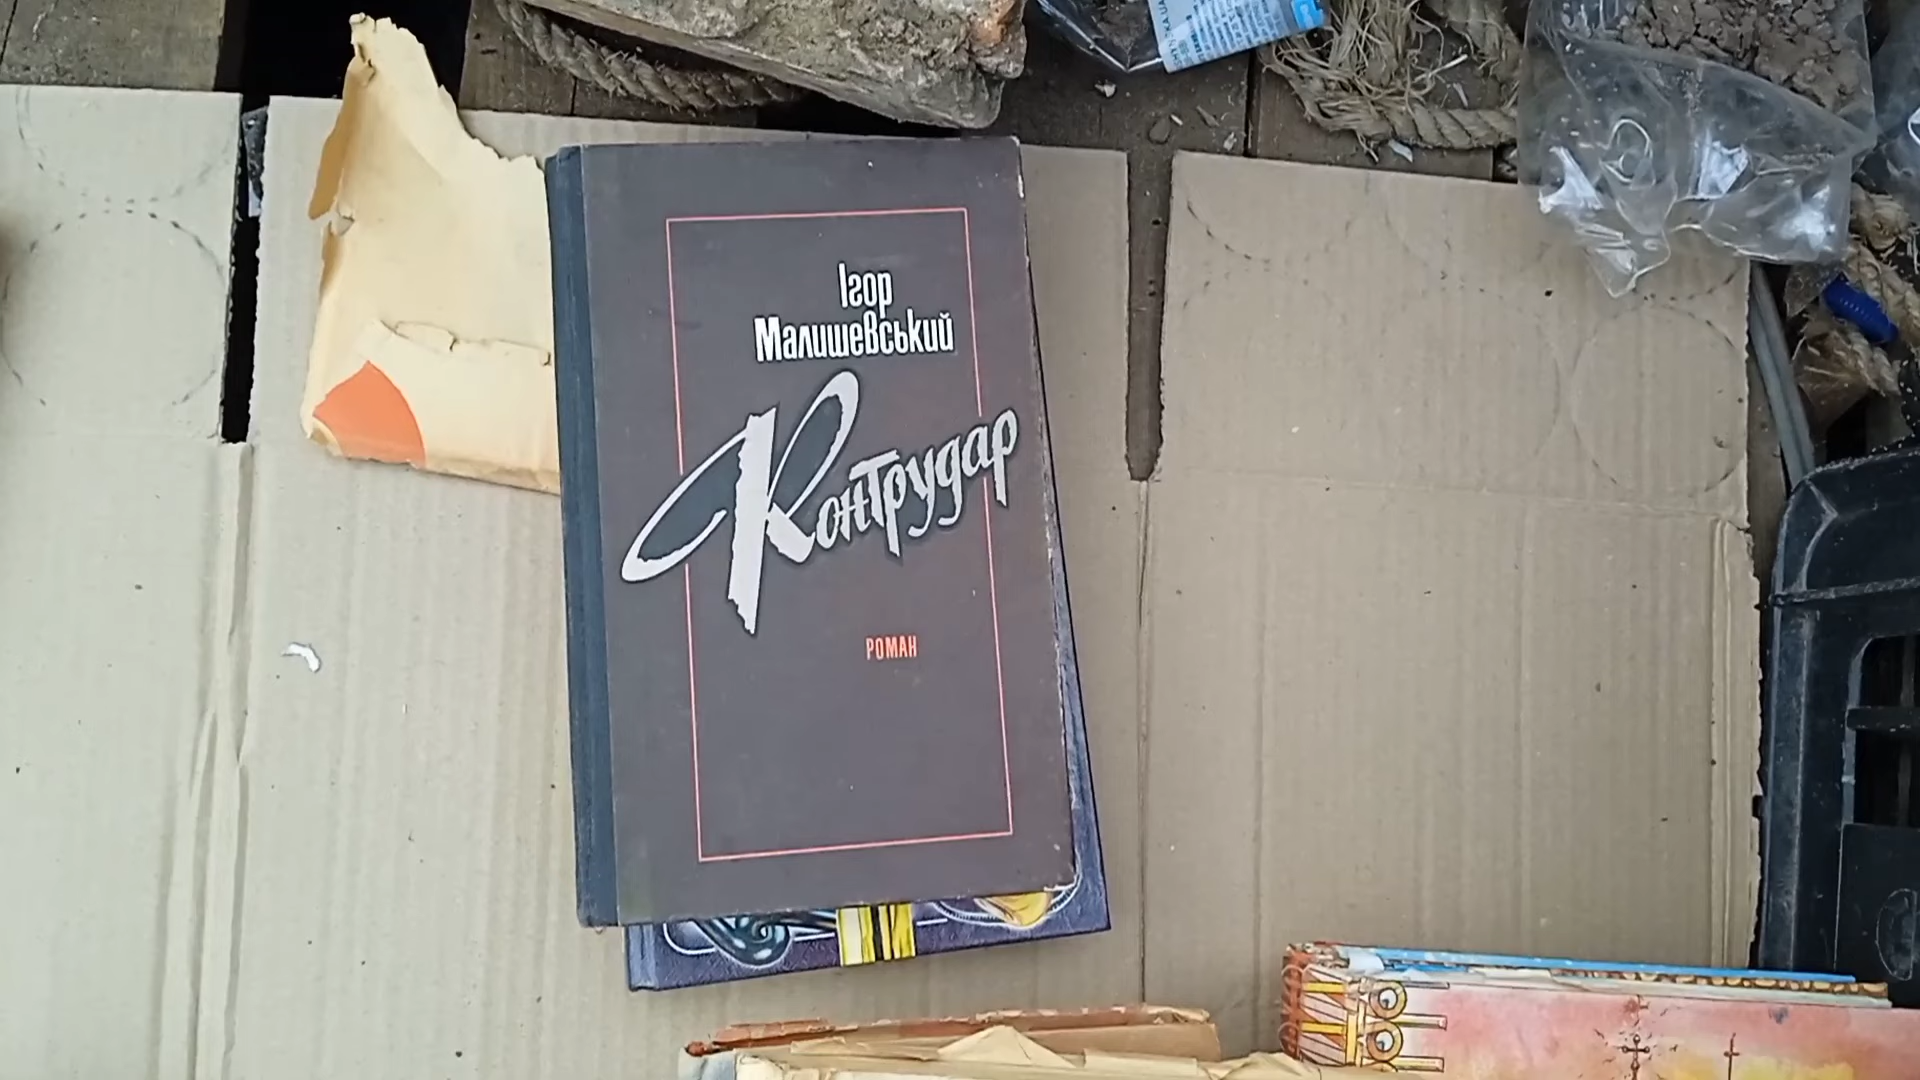 Ігор
Малишевський
Контрудар
РОМАН